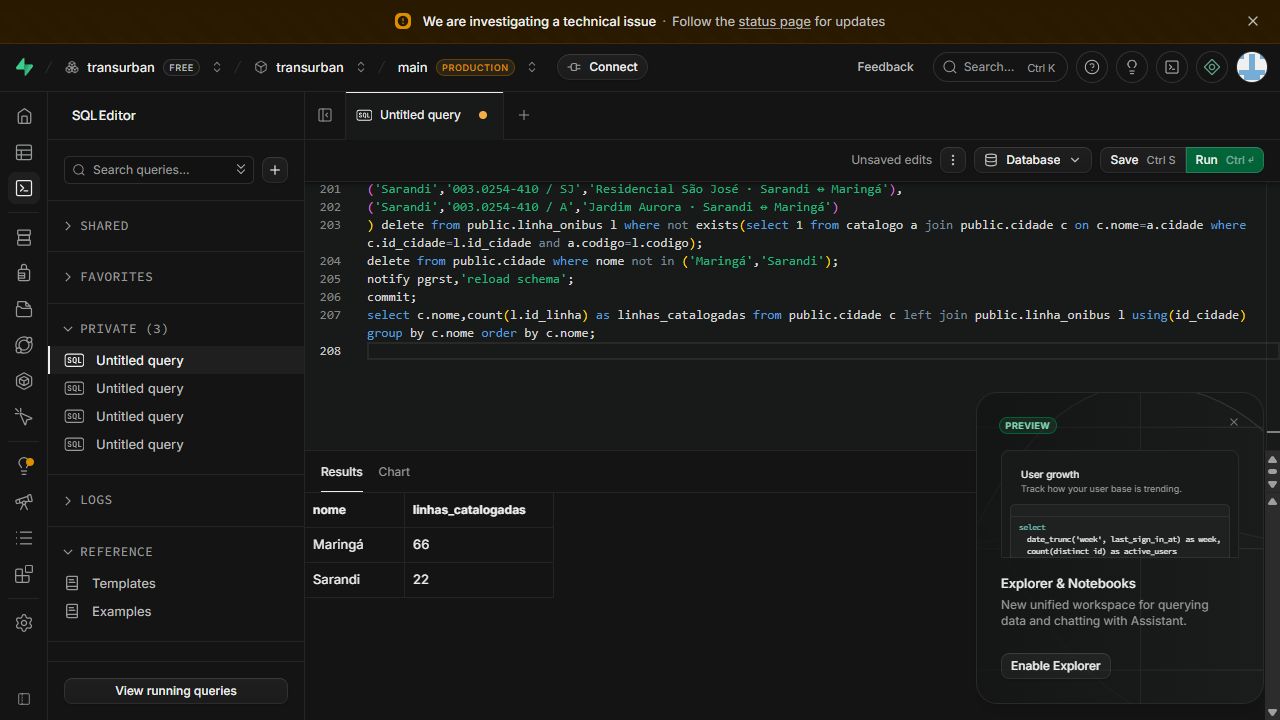 We are investigating a technical issue · Follow the status page for updates
transurban FREE transurban main PRODUCTION Connect Feedback Search... Ctrl K
SQL Editor
SQL Untitled query
Search queries...
Unsaved edits Database Save Ctrl S Run Ctrl ↵
SHARED
FAVORITES
PRIVATE (3)
SQL Untitled query
SQL Untitled query
SQL Untitled query
SQL Untitled query
LOGS
REFERENCE
Templates
Examples
View running queries
201 ('Sarandi','003.0254-410 / SJ','Residencial São José · Sarandi ↔ Maringá'),
202 ('Sarandi','003.0254-410 / A','Jardim Aurora · Sarandi ↔ Maringá')
203 ) delete from public.linha_onibus l where not exists(select 1 from catalogo a join public.cidade c on c.nome=a.cidade where
c.id_cidade=l.id_cidade and a.codigo=l.codigo);
204 delete from public.cidade where nome not in ('Maringá','Sarandi');
205 notify pgrst,'reload schema';
206 commit;
207 select c.nome,count(l.id_linha) as linhas_catalogadas from public.cidade c left join public.linha_onibus l using(id_cidade)
group by c.nome order by c.nome;
208
Results Chart
nome linhas_catalogadas
Maringá 66
Sarandi 22
PREVIEW
User growth
Track how your user base is trending.
select
date_trunc('week', last_sign_in_at) as week,
count(distinct id) as active_users
Explorer & Notebooks
New unified workspace for querying
data and chatting with Assistant.
Enable Explorer